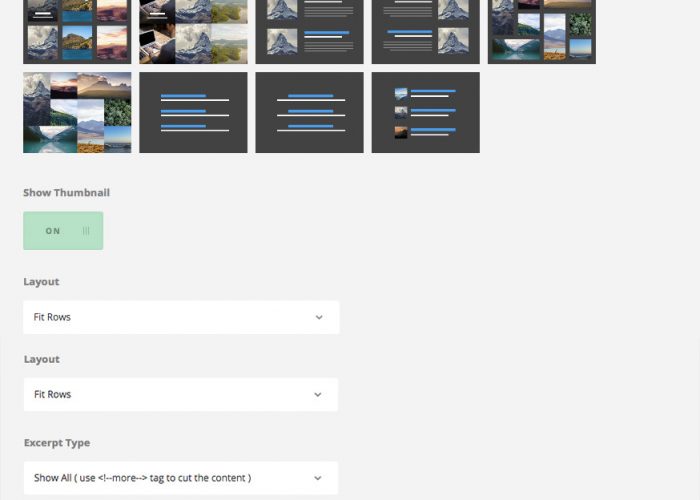 Show Thumbnail
ON
Layout
Fit Rows
Layout
Fit Rows
Excerpt Type
Show All ( use <!--more--> tag to cut the content )